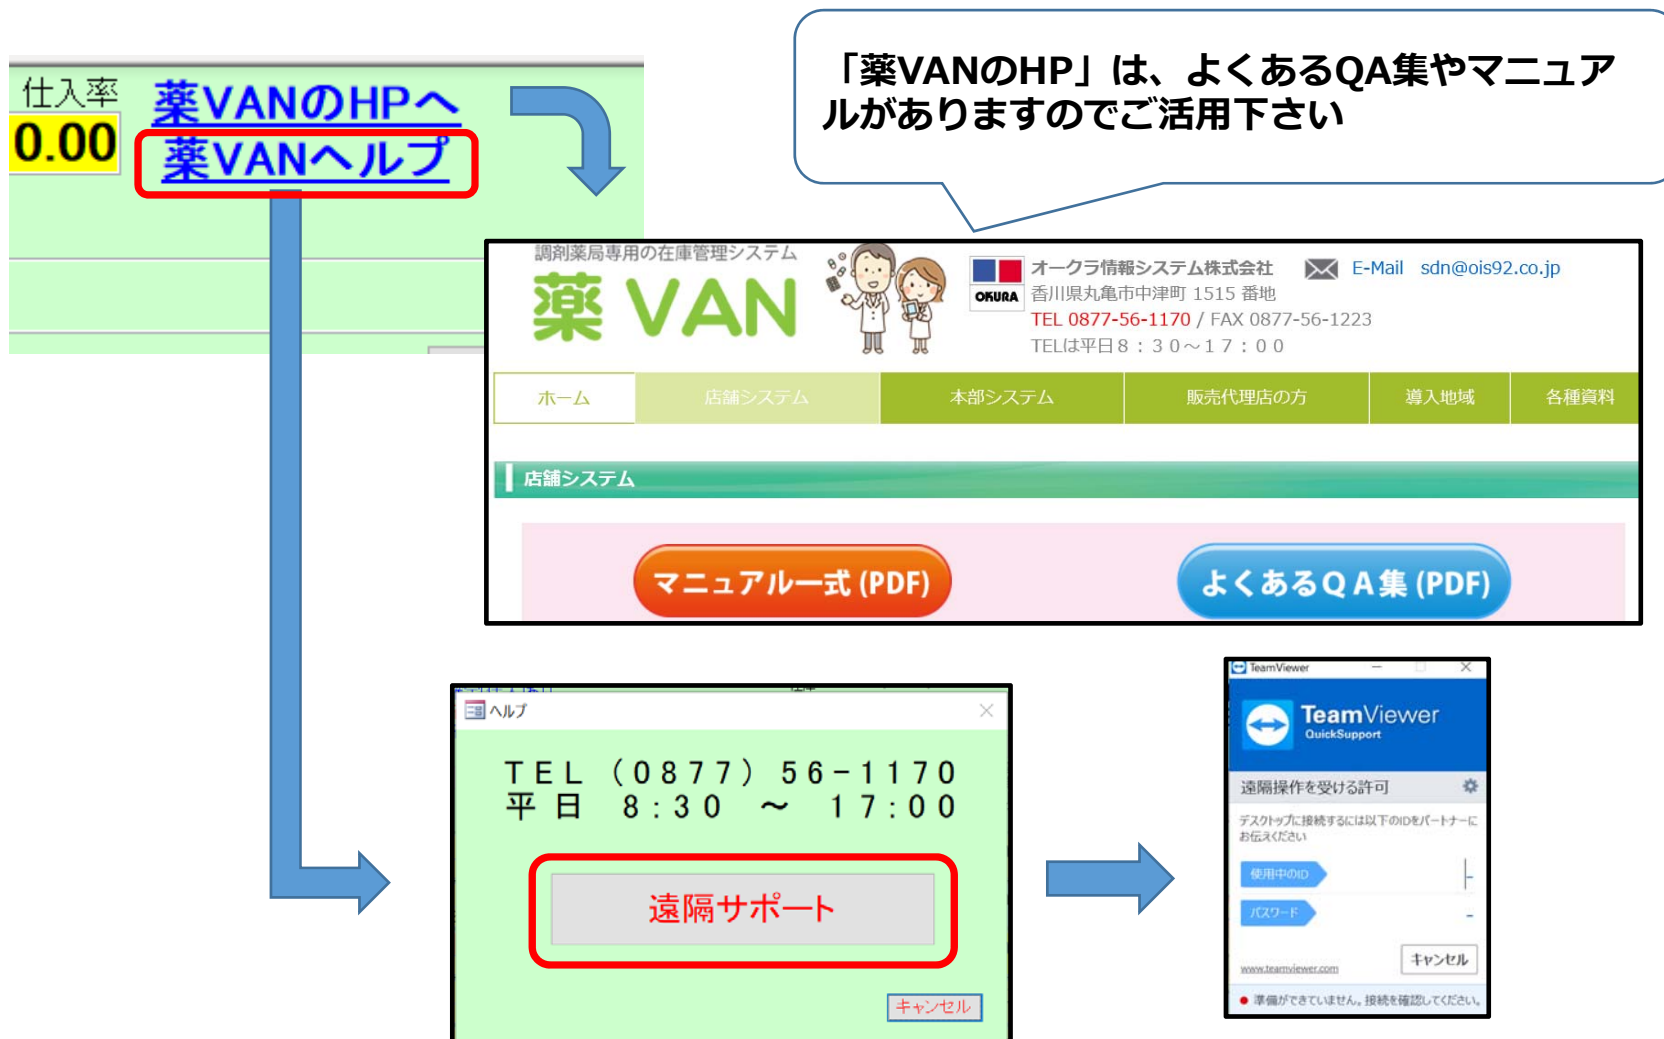 「薬VANのHP」は、よくあるQA集やマニュア
ルがありますのでご活用下さい
仕入率
0.00
薬VANのHPへ
薬VANヘルプ
調剤薬局専用の在庫管理システム
薬 VAN
OKURA
オークラ情報システム株式会社
E-Mail sdn@ois92.co.jp
香川県丸亀市中津町 1515 番地
TEL 0877-56-1170 / FAX 0877-56-1223
TELは平日8：30～17：00
ホーム
店舗システム
本部システム
販売代理店の方
導入地域
各種資料
店舗システム
マニュアル一式 (PDF)
よくあるＱＡ集 (PDF)
ヘルプ
TEL (0877) 56-1170
平日 8:30 ～ 17:00
遠隔サポート
キャンセル
TeamViewer
TeamViewer
QuickSupport
遠隔操作を受ける許可
デスクトップに接続するには以下のIDをパートナーに
お伝えください
使用中のID
-
パスワード
-
キャンセル
www.teamviewer.com
準備ができていません。接続を確認してください。